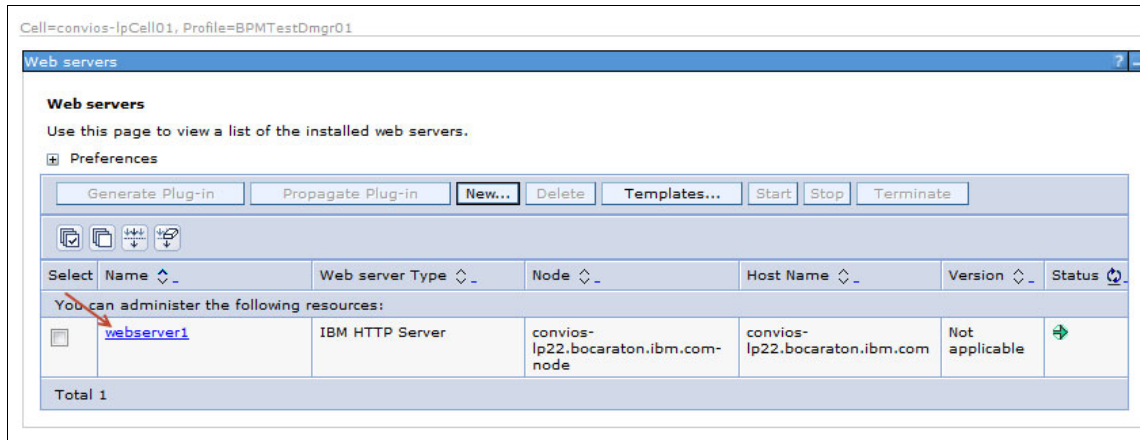 Cell=convios-lpCell01, Profile=BPMTestDmgr01
Web servers ? -
Web servers
Use this page to view a list of the installed web servers.
+ Preferences
Generate Plug-in Propagate Plug-in New... Delete Templates... Start Stop Terminate
Select Name Web server Type Node Host Name Version Status
You can administer the following resources:
webserver1 IBM HTTP Server convios- convios- Not
lp22.bocaraton.ibm.com- lp22.bocaraton.ibm.com applicable
node
Total 1